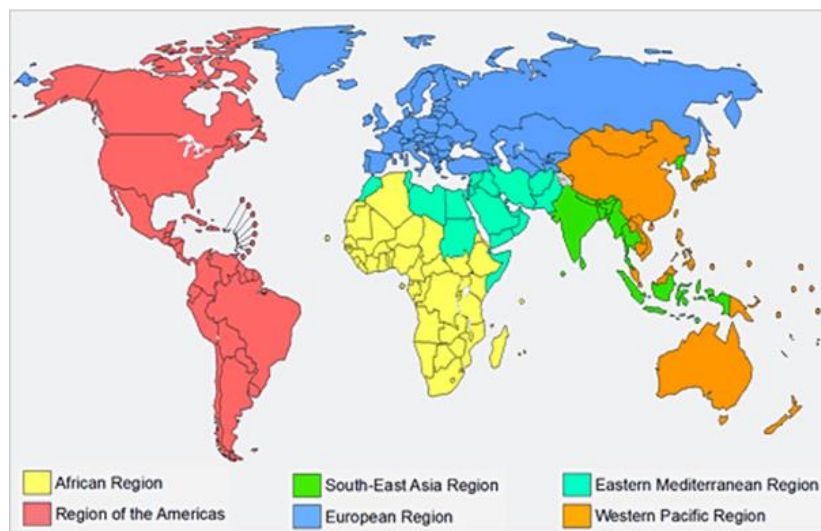 African Region
South-East Asia Region
Eastern Mediterranean Region
Region of the Americas
European Region
Western Pacific Region